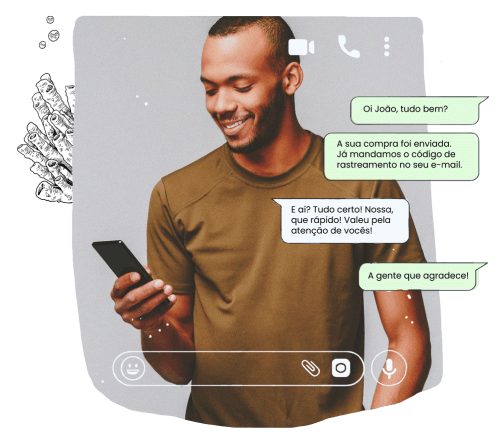 Oi João, tudo bem?
A sua compra foi enviada.
Já mandamos o código de
rastreamento no seu e-mail.
E aí? Tudo certo! Nossa,
que rápido! Valeu pela
atenção de vocês!
A gente que agradece!